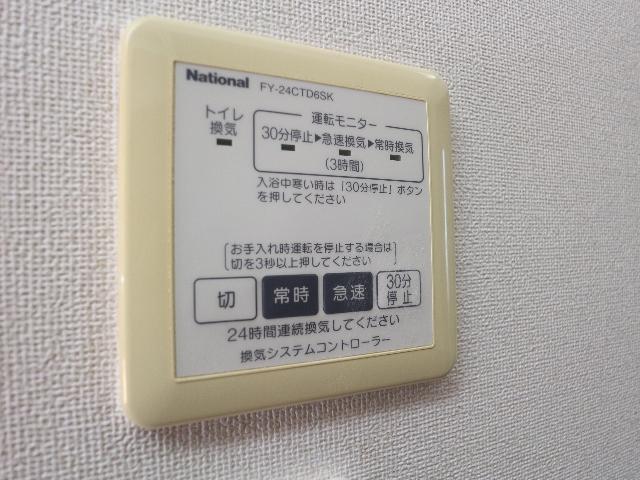 National FY-24CTD6SK
トイレ
換気
運転モニター
30分停止▶急速換気▶常時換気
(3時間)
入浴中寒い時は「30分停止」ボタン
を押してください
お手入れ時運転を停止する場合は
切を3秒以上押してください
切 常時 急速 30分停止
24時間連続換気してください
換気システムコントローラー